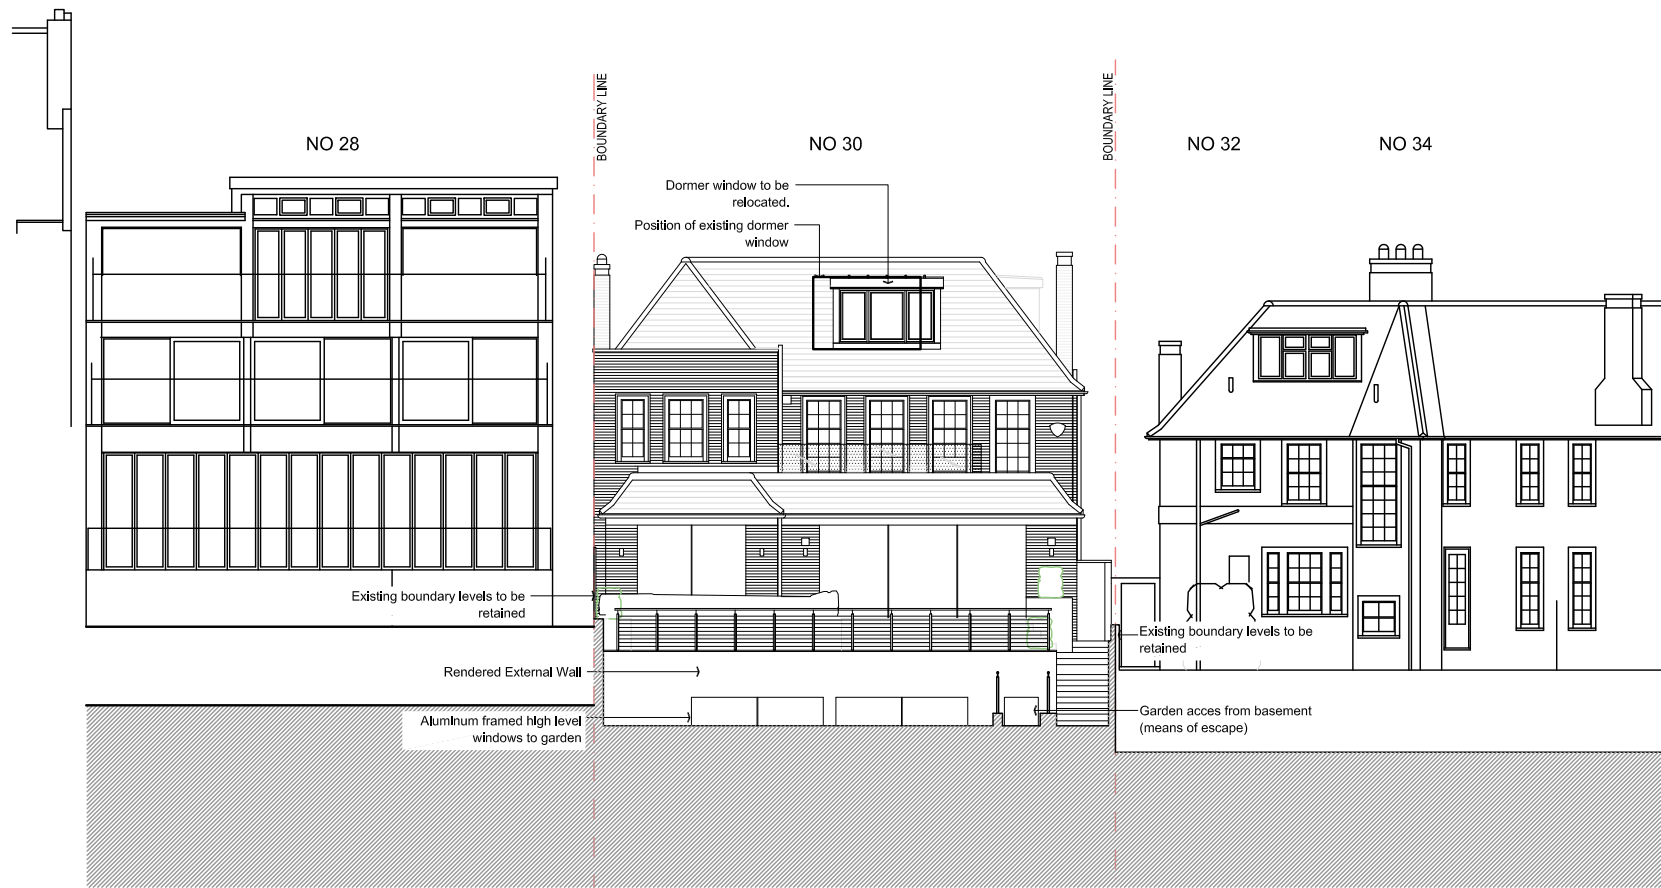 BOUNDARY LINE
BOUNDARY LINE
NO 28
NO 30
NO 32
NO 34
Dormer window to be
relocated.
Position of existing dormer
window
Existing boundary levels to be
retained
Existing boundary levels to be
retained
Rendered External Wall
Aluminum framed high level
windows to garden
Garden acces from basement
(means of escape)